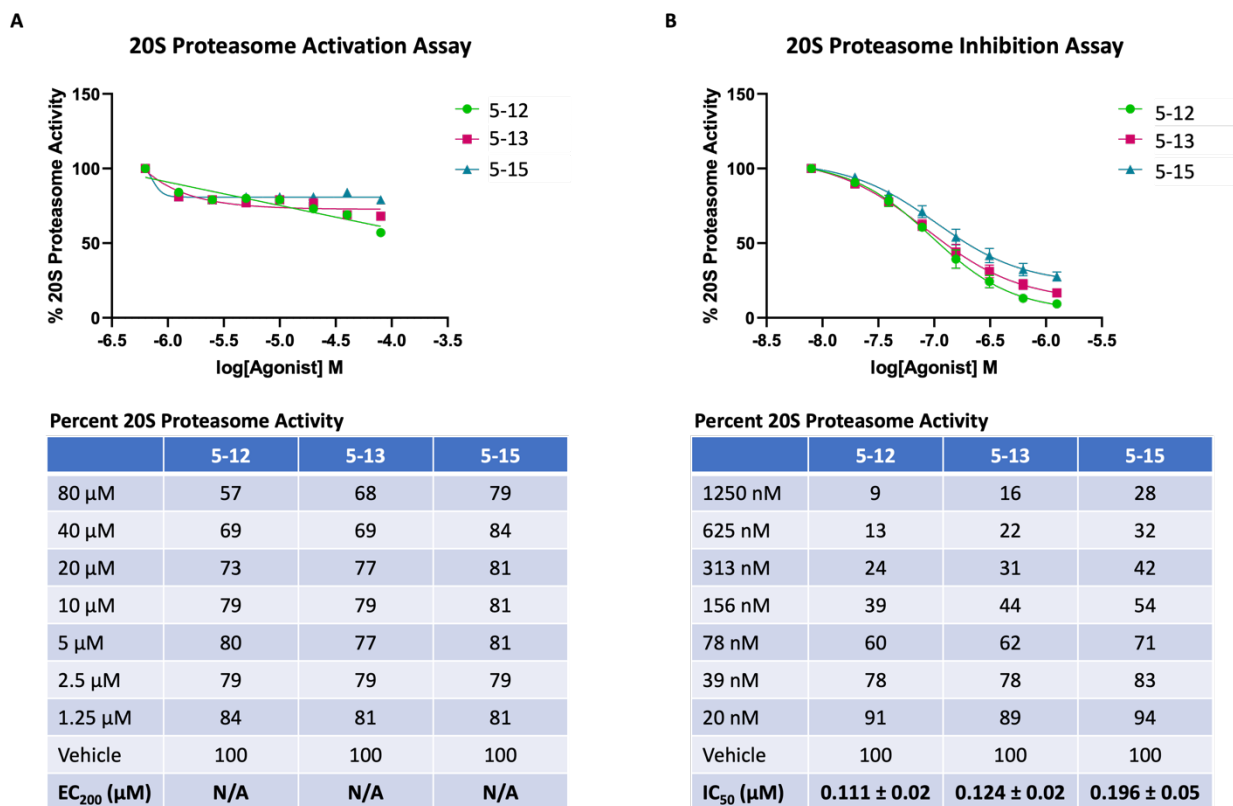 A
20S Proteasome Activation Assay
% 20S Proteasome Activity
150
100
50
0
-6.5 -6.0 -5.5 -5.0 -4.5 -4.0 -3.5
log[Agonist] M
5-12
5-13
5-15
Percent 20S Proteasome Activity
5-12 5-13 5-15
80 µM 57 68 79
40 µM 69 69 84
20 µM 73 77 81
10 µM 79 79 81
5 µM 80 77 81
2.5 µM 79 79 79
1.25 µM 84 81 81
Vehicle 100 100 100
EC200 (µM) N/A N/A N/A
B
20S Proteasome Inhibition Assay
% 20S Proteasome Activity
150
100
50
0
-8.5 -8.0 -7.5 -7.0 -6.5 -6.0 -5.5
log[Agonist] M
5-12
5-13
5-15
Percent 20S Proteasome Activity
5-12 5-13 5-15
1250 nM 9 16 28
625 nM 13 22 32
313 nM 24 31 42
156 nM 39 44 54
78 nM 60 62 71
39 nM 78 78 83
20 nM 91 89 94
Vehicle 100 100 100
IC50 (µM) 0.111 ± 0.02 0.124 ± 0.02 0.196 ± 0.05